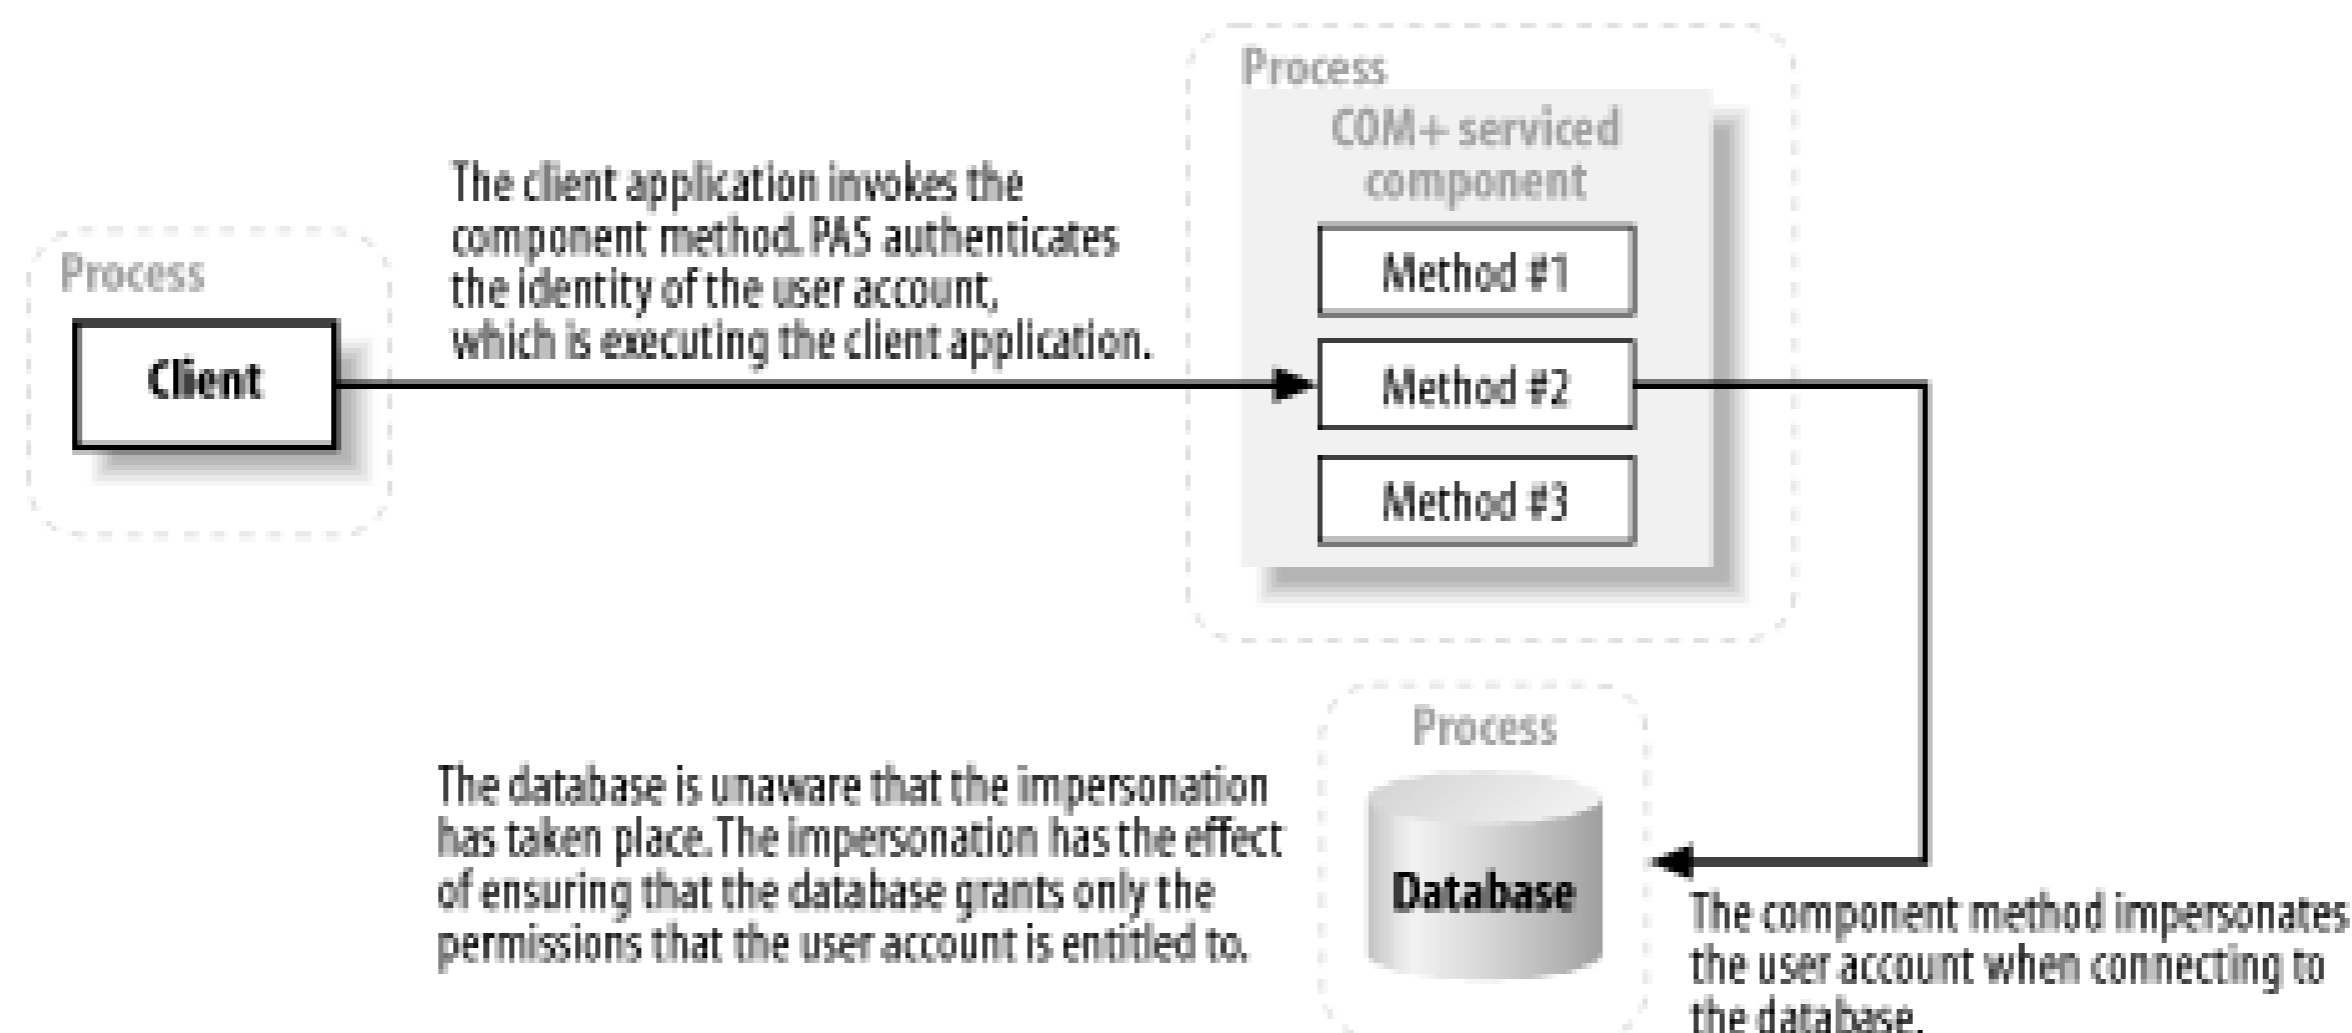 Process
COM+ serviced
component
Method #1
Method #2
Method #3
The client application invokes the
component method. PAS authenticates
the identity of the user account,
which is executing the client application.
Process
Client
Process
Database
The database is unaware that the impersonation
has taken place. The impersonation has the effect
of ensuring that the database grants only the
permissions that the user account is entitled to.
The component method impersonates
the user account when connecting to
the database.